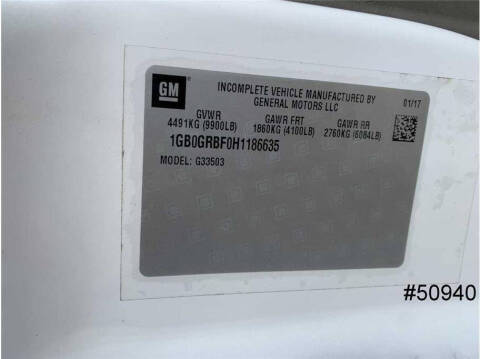 GM
INCOMPLETE VEHICLE MANUFACTURED BY
GENERAL MOTORS LLC
01/17
GVWR GAWR FRT GAWR RR
4491KG (9900LB) 1860KG (4100LB) 2760KG (6084LB)
1GB0GRBF0H1186635
MODEL: G33503
#50940